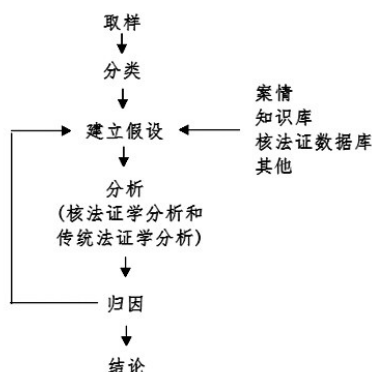 取样
分类
案情
知识库
核法证数据库
其他
建立假设
分析
(核法证学分析和
传统法证学分析)
归因
结论